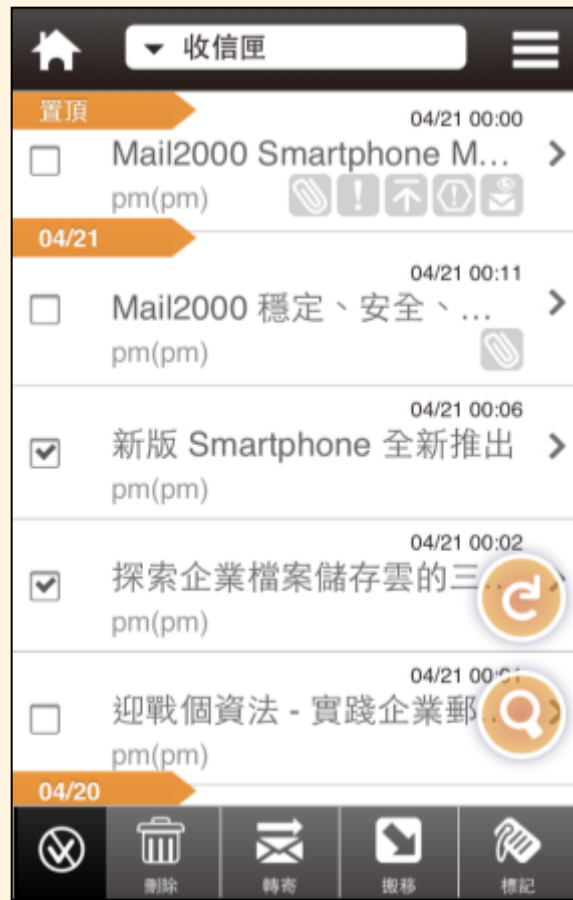 收信匣
置頂
04/21 00:00
Mail2000 Smartphone M...
pm(pm)
04/21
04/21 00:11
Mail2000 穩定、安全、...
pm(pm)
04/21 00:06
新版 Smartphone 全新推出
pm(pm)
04/21 00:02
探索企業檔案儲存雲的三...
pm(pm)
04/21 00:01
迎戰個資法 - 實踐企業郵...
pm(pm)
04/20
刪除
轉寄
搬移
標記